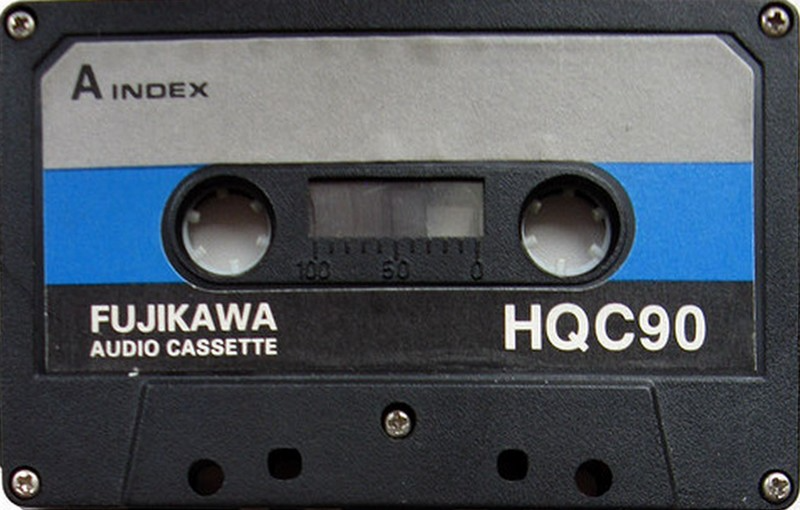 A INDEX
100 50 0
FUJIKAWA
AUDIO CASSETTE
HQC90